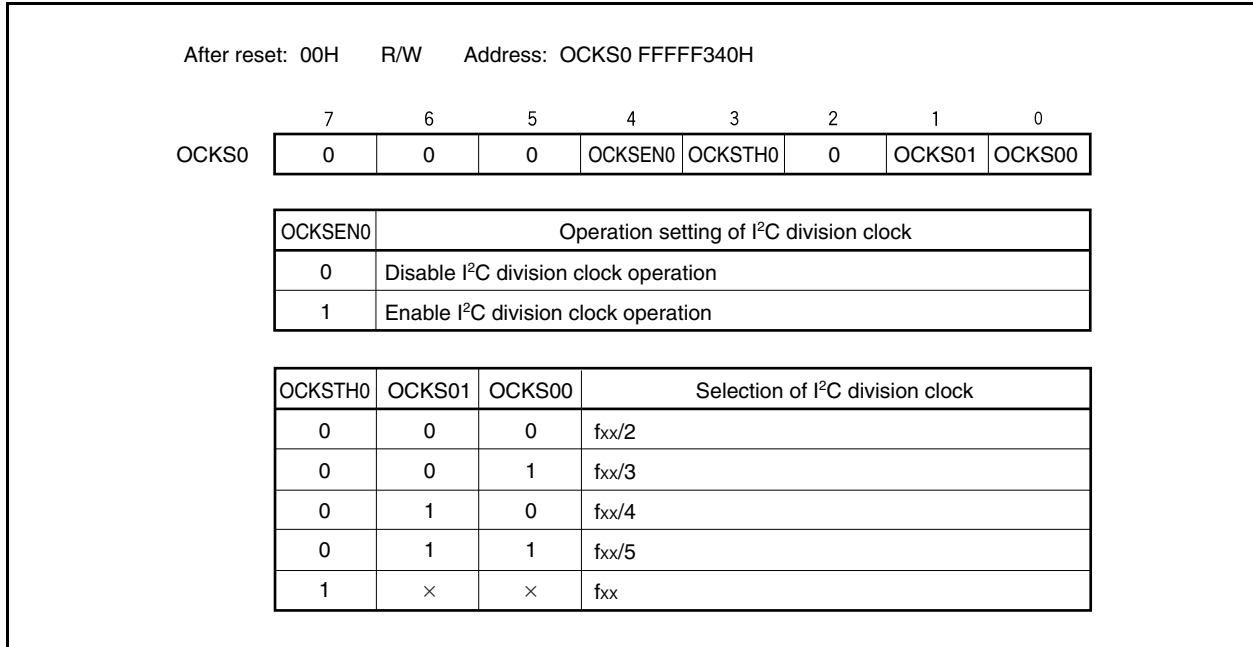 After reset: 00H R/W Address: OCKS0 FFFFF340H
7 6 5 4 3 2 1 0
OCKS0 0 0 0 OCKSEN0 OCKSTH0 0 OCKS01 OCKS00
OCKSEN0 Operation setting of I²C division clock
0 Disable I²C division clock operation
1 Enable I²C division clock operation
OCKSTH0 OCKS01 OCKS00 Selection of I²C division clock
0 0 0 fxx/2
0 0 1 fxx/3
0 1 0 fxx/4
0 1 1 fxx/5
1 × × fxx